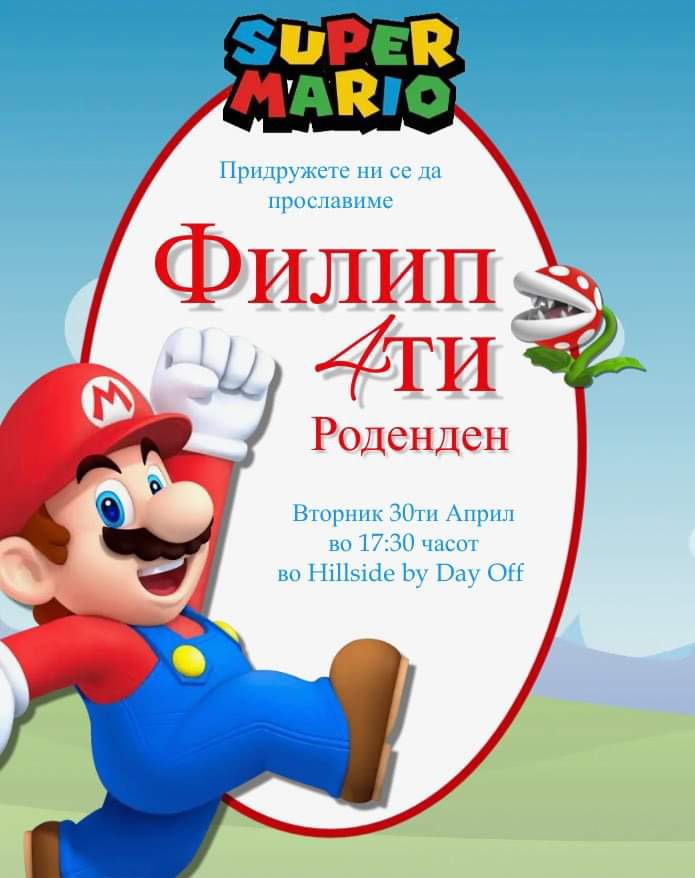 SUPER
MARIO
Придружете ни се да
прославиме
Филип
4ти
Роденден
Вторник 30ти Април
во 17:30 часот
во Hillside by Day Off
M